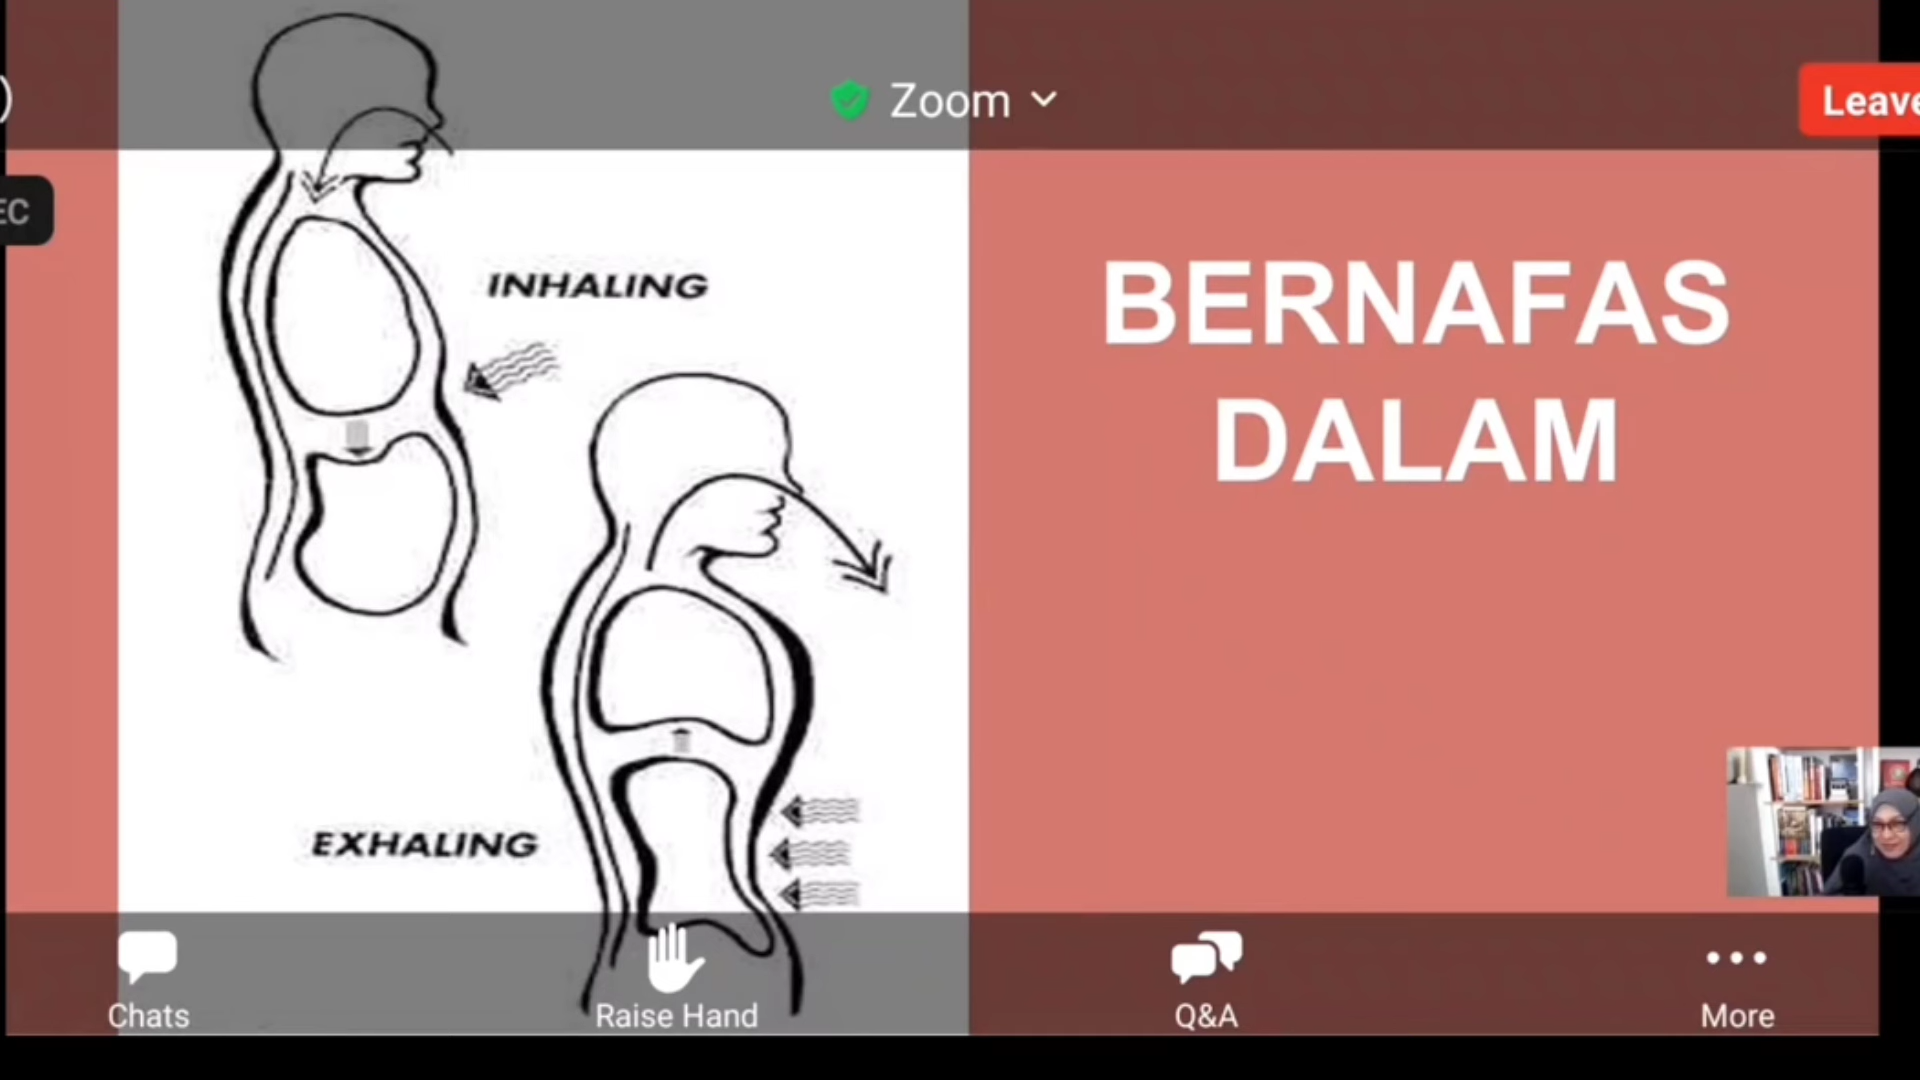 Zoom
Leave
EC
INHALING
BERNAFAS
DALAM
EXHALING
Chats
Raise Hand
Q&A
More